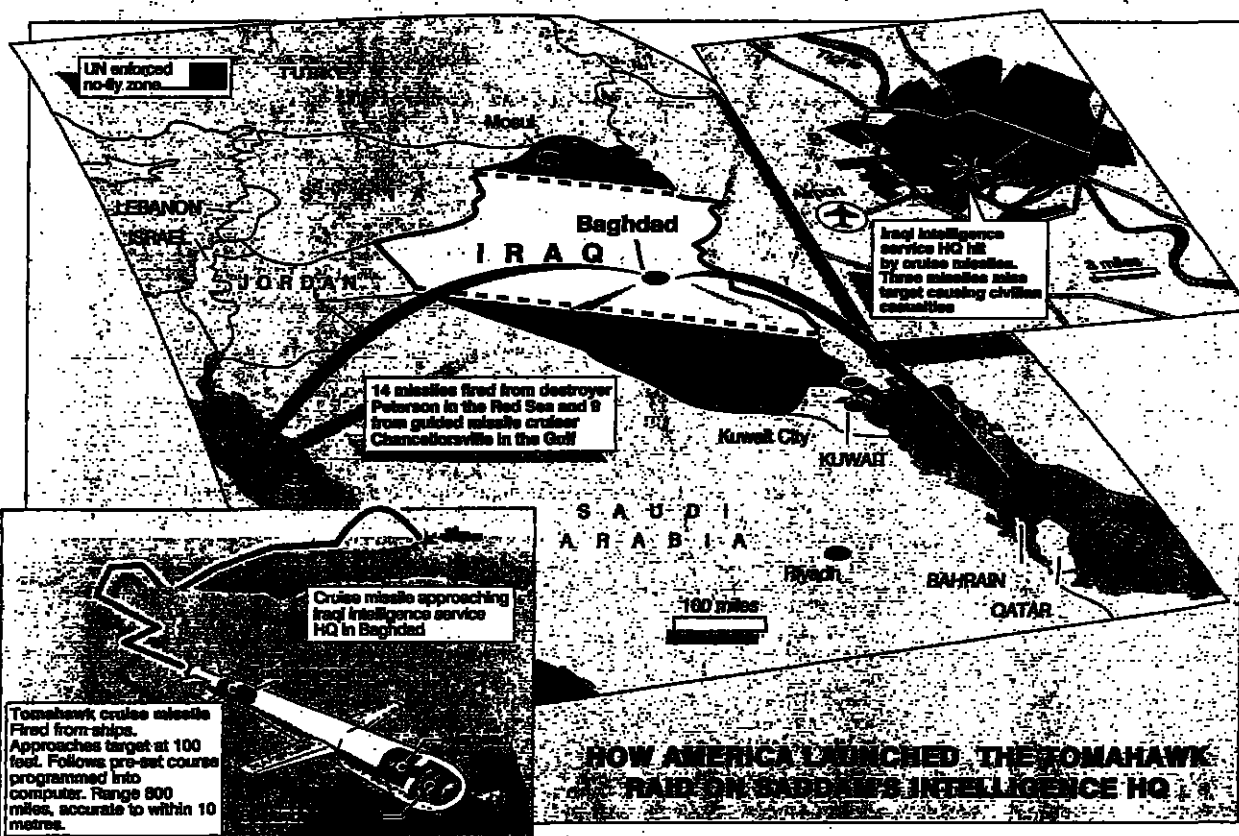 UN enforced
no-fly zone
TURKEY
Mosul
LEBANON
ISRAEL
JORDAN
IRAQ
Baghdad
Airport
Iraqi intelligence
service HQ hit
by cruise missiles.
Three missiles miss
target causing civilian
casualties
14 missiles fired from destroyer
Peterson in the Red Sea and 9
from guided missile cruiser
Chancellorsville in the Gulf
Kuwait City
KUWAIT
SAUDI
ARABIA
Riyadh
BAHRAIN
QATAR
100 miles
Cruise missile approaching
Iraqi intelligence service
HQ in Baghdad
Tomahawk cruise missile
Fired from ships.
Approaches target at 100
feet. Follows pre-set course
programmed into
computer. Range 800
miles, accurate to within 10
metres.
HOW AMERICA LAUNCHED THE TOMAHAWK
RAID ON SADDAM'S INTELLIGENCE HQ